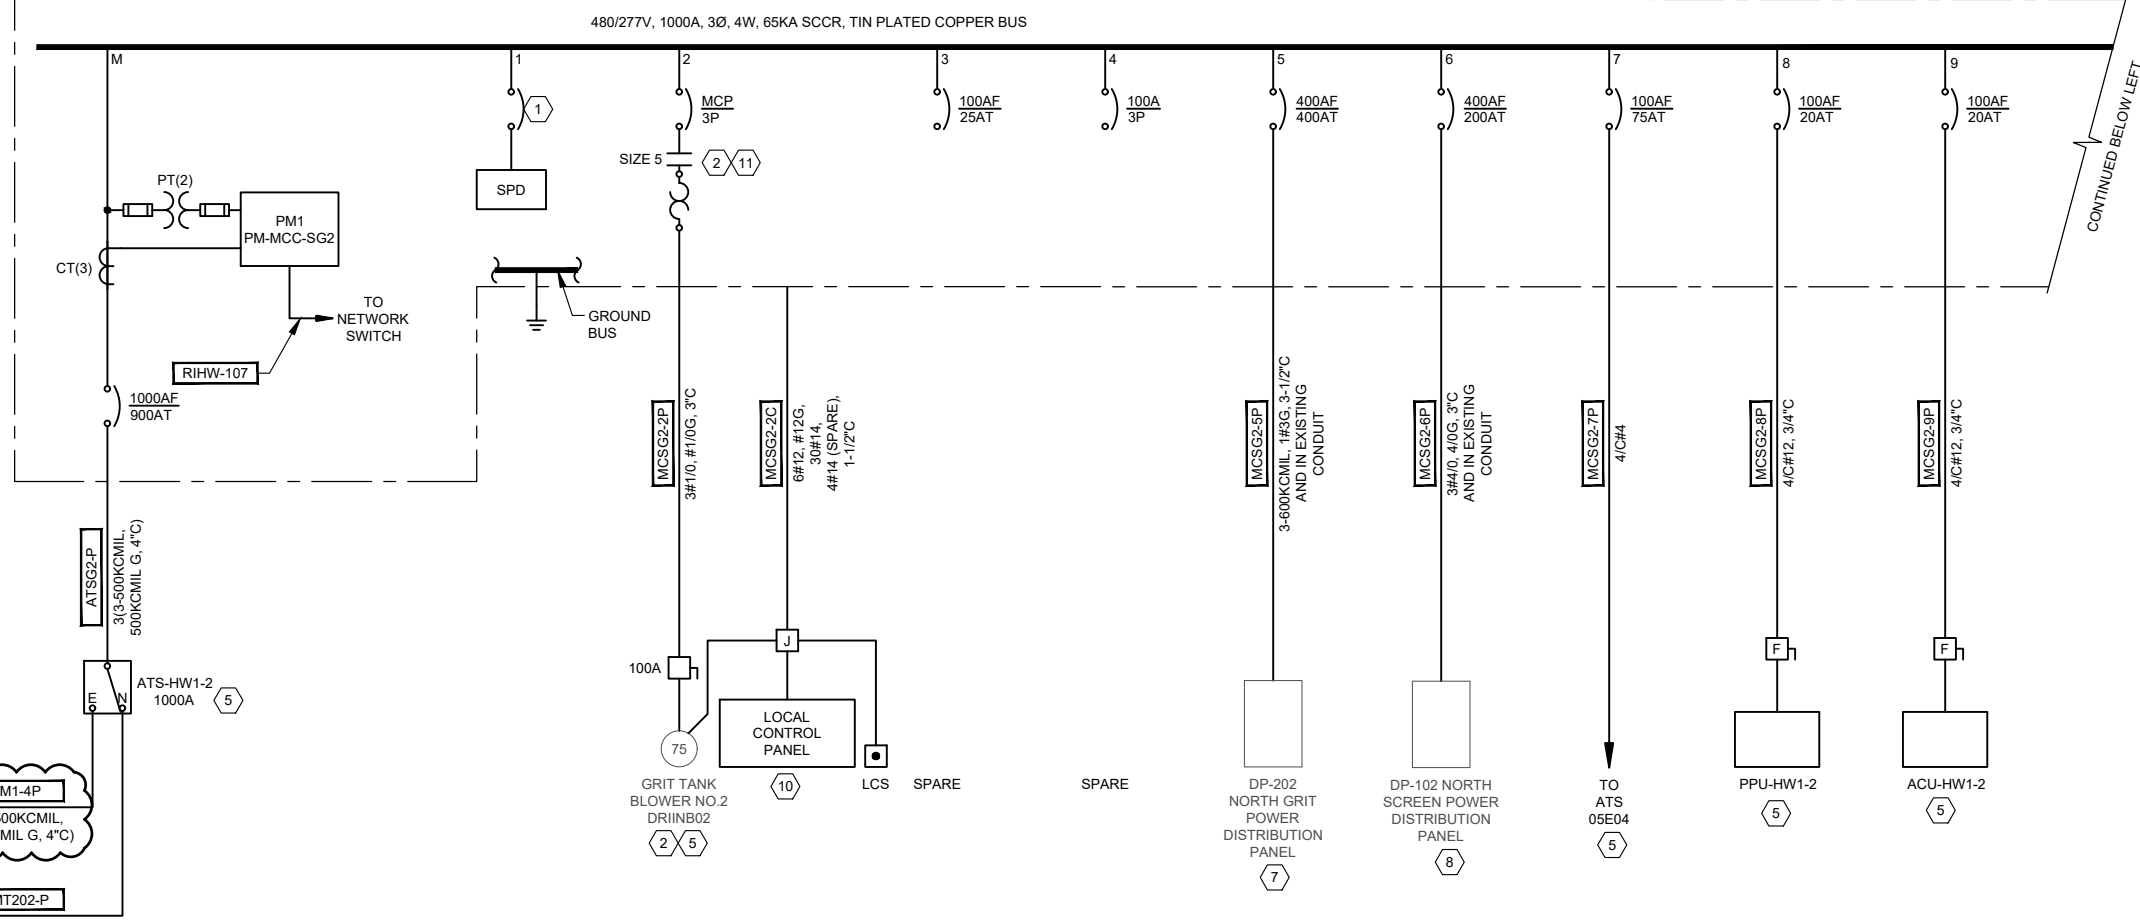 480/277V, 1000A, 3Ø, 4W, 65KA SCCR, TIN PLATED COPPER BUS
M
1
2
3
4
5
6
7
8
9
1
MCP
3P
100AF
25AT
100A
3P
400AF
400AT
400AF
200AT
100AF
75AT
100AF
20AT
100AF
20AT
CONTINUED BELOW LEFT
SIZE 5
2
11
SPD
PT(2)
PM1
PM-MCC-SG2
CT(3)
TO
NETWORK
SWITCH
GROUND
BUS
RIHW-107
1000AF
900AT
MCSG2-2P
3#1/0, #1/0G, 3"C
MCSG2-2C
6#12, #12G,
30#14,
4#14 (SPARE),
1-1/2"C
MCSG2-5P
3-600KCMIL, 1#3G, 3-1/2"C
AND IN EXISTING
CONDUIT
MCSG2-6P
3#4/0, 4/0G, 3"C
AND IN EXISTING
CONDUIT
MCSG2-7P
4/C#4
MCSG2-8P
4/C#12, 3/4"C
MCSG2-9P
4/C#12, 3/4"C
ATSG2-P
3(3-500KCMIL,
500KCMIL G, 4"C)
E
N
ATS-HW1-2
1000A
5
J
F
F
100A
75
LOCAL
CONTROL
PANEL
10
LCS
SPARE
SPARE
GRIT TANK
BLOWER NO.2
DRIINB02
2
5
DP-202
NORTH GRIT
POWER
DISTRIBUTION
PANEL
7
DP-102 NORTH
SCREEN POWER
DISTRIBUTION
PANEL
8
TO
ATS
05E04
5
PPU-HW1-2
5
ACU-HW1-2
5
M1-4P
00KCMIL,
MIL G, 4"C)
MT202-P